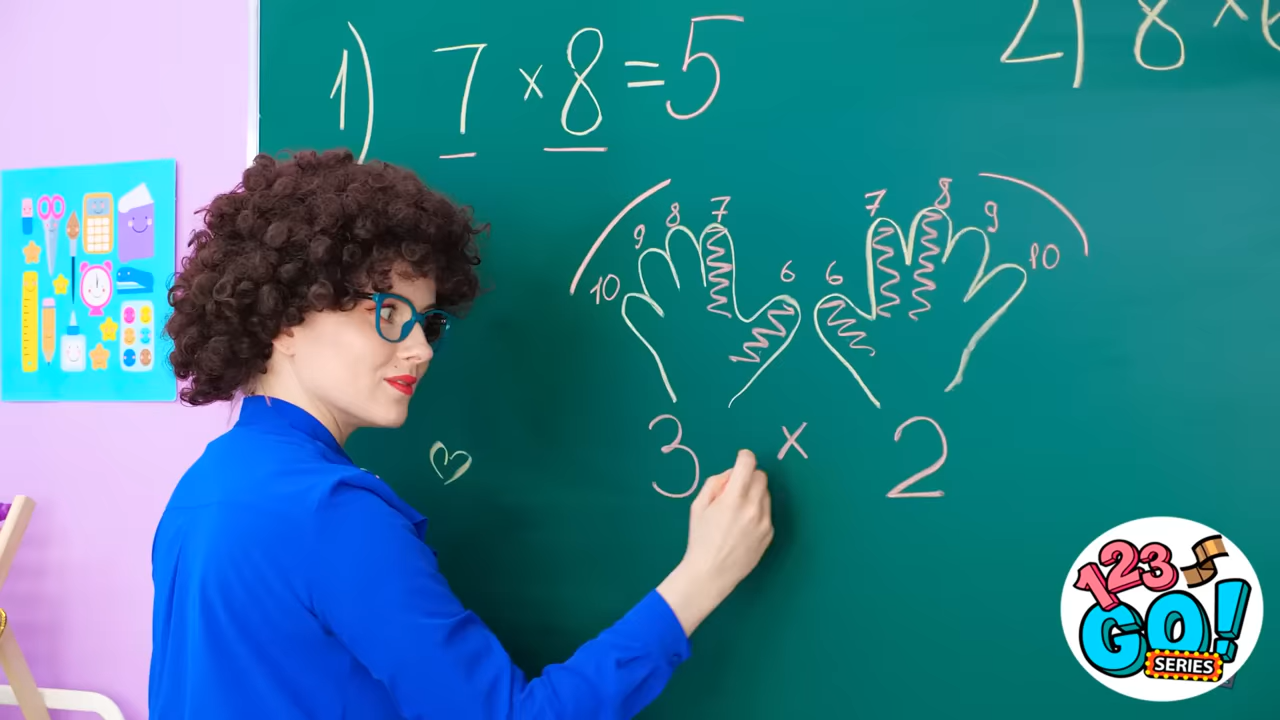 1) 7 x 8 = 5
2) 8 x 6
10 9 8 7 6 6 7 8 9 10
3 x 2
123
GO!
SERIES